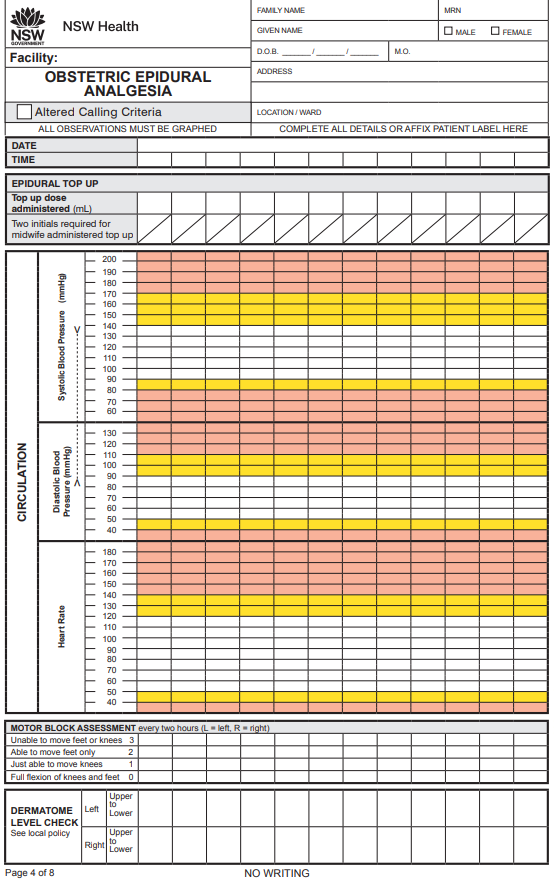 NSW
GOVERNMENT
NSW Health
Facility:
OBSTETRIC EPIDURAL
ANALGESIA
Altered Calling Criteria
ALL OBSERVATIONS MUST BE GRAPHED
FAMILY NAME
MRN
GIVEN NAME
MALE
FEMALE
D.O.B. _______ / _______ / _______
M.O.
ADDRESS
LOCATION / WARD
COMPLETE ALL DETAILS OR AFFIX PATIENT LABEL HERE
DATE
TIME
EPIDURAL TOP UP
Top up dose
administered (mL)
Two initials required for
midwife administered top up
CIRCULATION
Systolic Blood Pressure (mmHg)
200
190
180
170
160
150
140
130
120
110
100
90
80
70
60
Diastolic Blood
Pressure (mmHg)
130
120
110
100
90
80
70
60
50
40
Heart Rate
180
170
160
150
140
130
120
110
100
90
80
70
60
50
40
MOTOR BLOCK ASSESSMENT every two hours (L = left, R = right)
Unable to move feet or knees 3
Able to move feet only 2
Just able to move knees 1
Full flexion of knees and feet 0
DERMATOME
LEVEL CHECK
See local policy
Left
Upper
to
Lower
Right
Upper
to
Lower
Page 4 of 8
NO WRITING